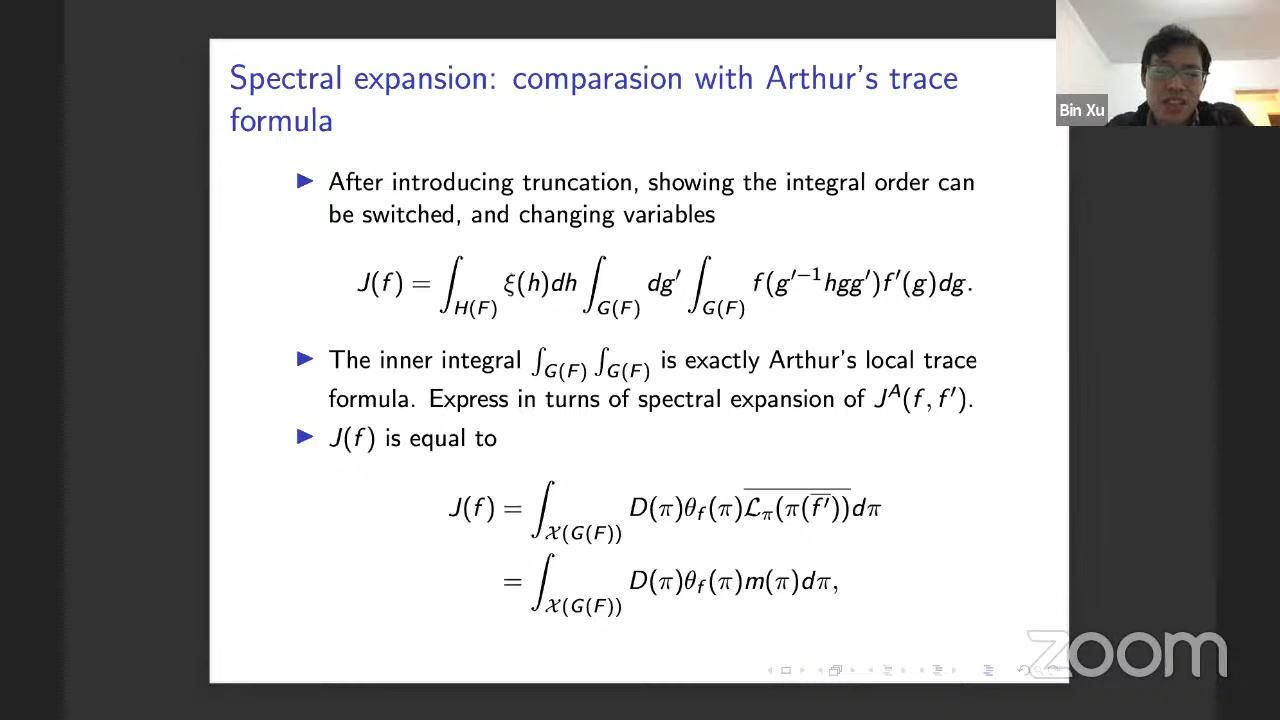 Spectral expansion: comparasion with Arthur's trace
formula
▶ After introducing truncation, showing the integral order can
be switched, and changing variables
J(f) = ∫_{H(F)} ξ(h)dh ∫_{G(F)} dg′ ∫_{G(F)} f(g′⁻¹hgg′)f′(g)dg.
▶ The inner integral ∫_{G(F)} ∫_{G(F)} is exactly Arthur's local trace
formula. Express in turns of spectral expansion of J^A(f, f′).
▶ J(f) is equal to
J(f) = ∫_{𝒳(G(F))} D(π)θ_f(π)\overline{ℒ_π(π(\overline{f′}))}dπ
= ∫_{𝒳(G(F))} D(π)θ_f(π)m(π)dπ,
Bin Xu
zoom